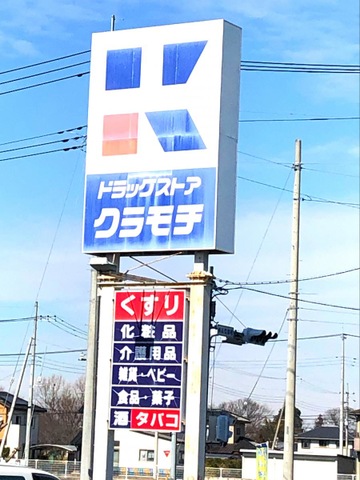 ドラッグストア
クラモチ
くすり
化粧品
介護用品
雑貨・ベビー
食品・菓子
酒 タバコ